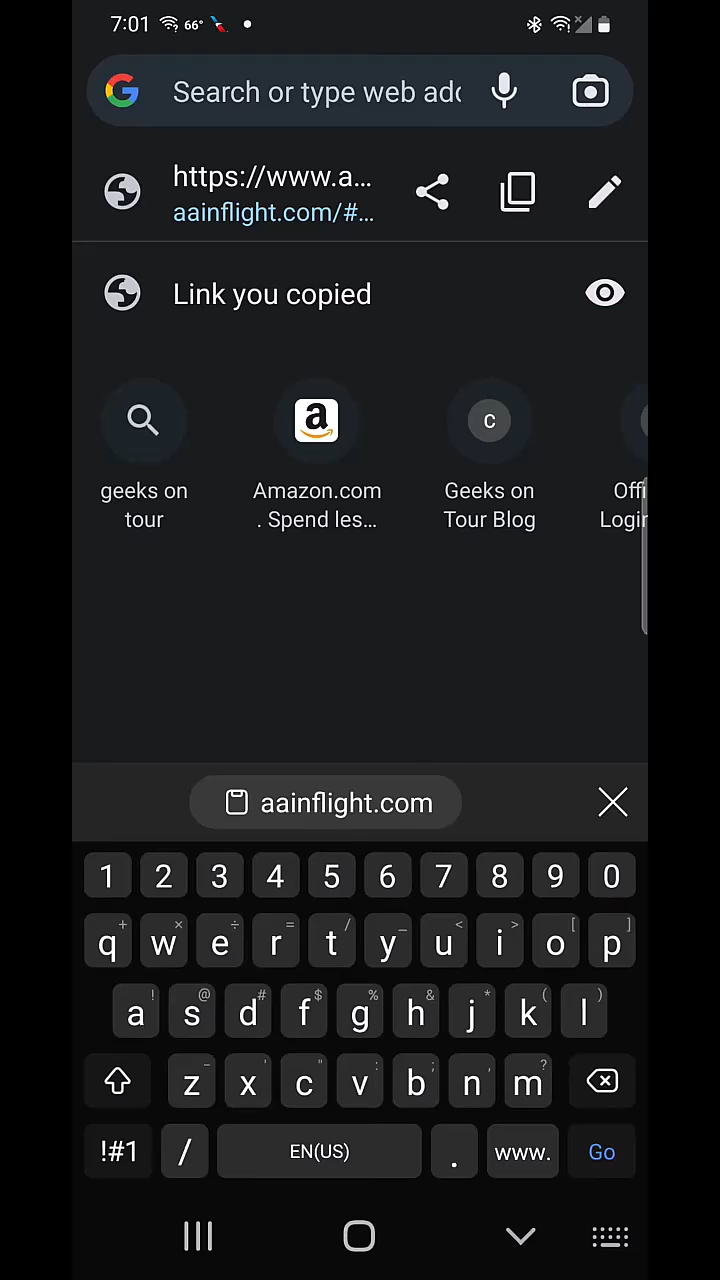 7:01 66°
Search or type web add
https://www.a...
aainflight.com/#...
Link you copied
geeks on
tour
Amazon.com
. Spend les...
C
Geeks on
Tour Blog
Offi
Login
aainflight.com
1 2 3 4 5 6 7 8 9 0
q + w × e ÷ r = t / y _ u < i > o [ p ]
a ! s @ d # f $ g % h & j * k ( l )
z - x ' c " v : b ; n , m ?
!#1 / EN(US) . www. Go